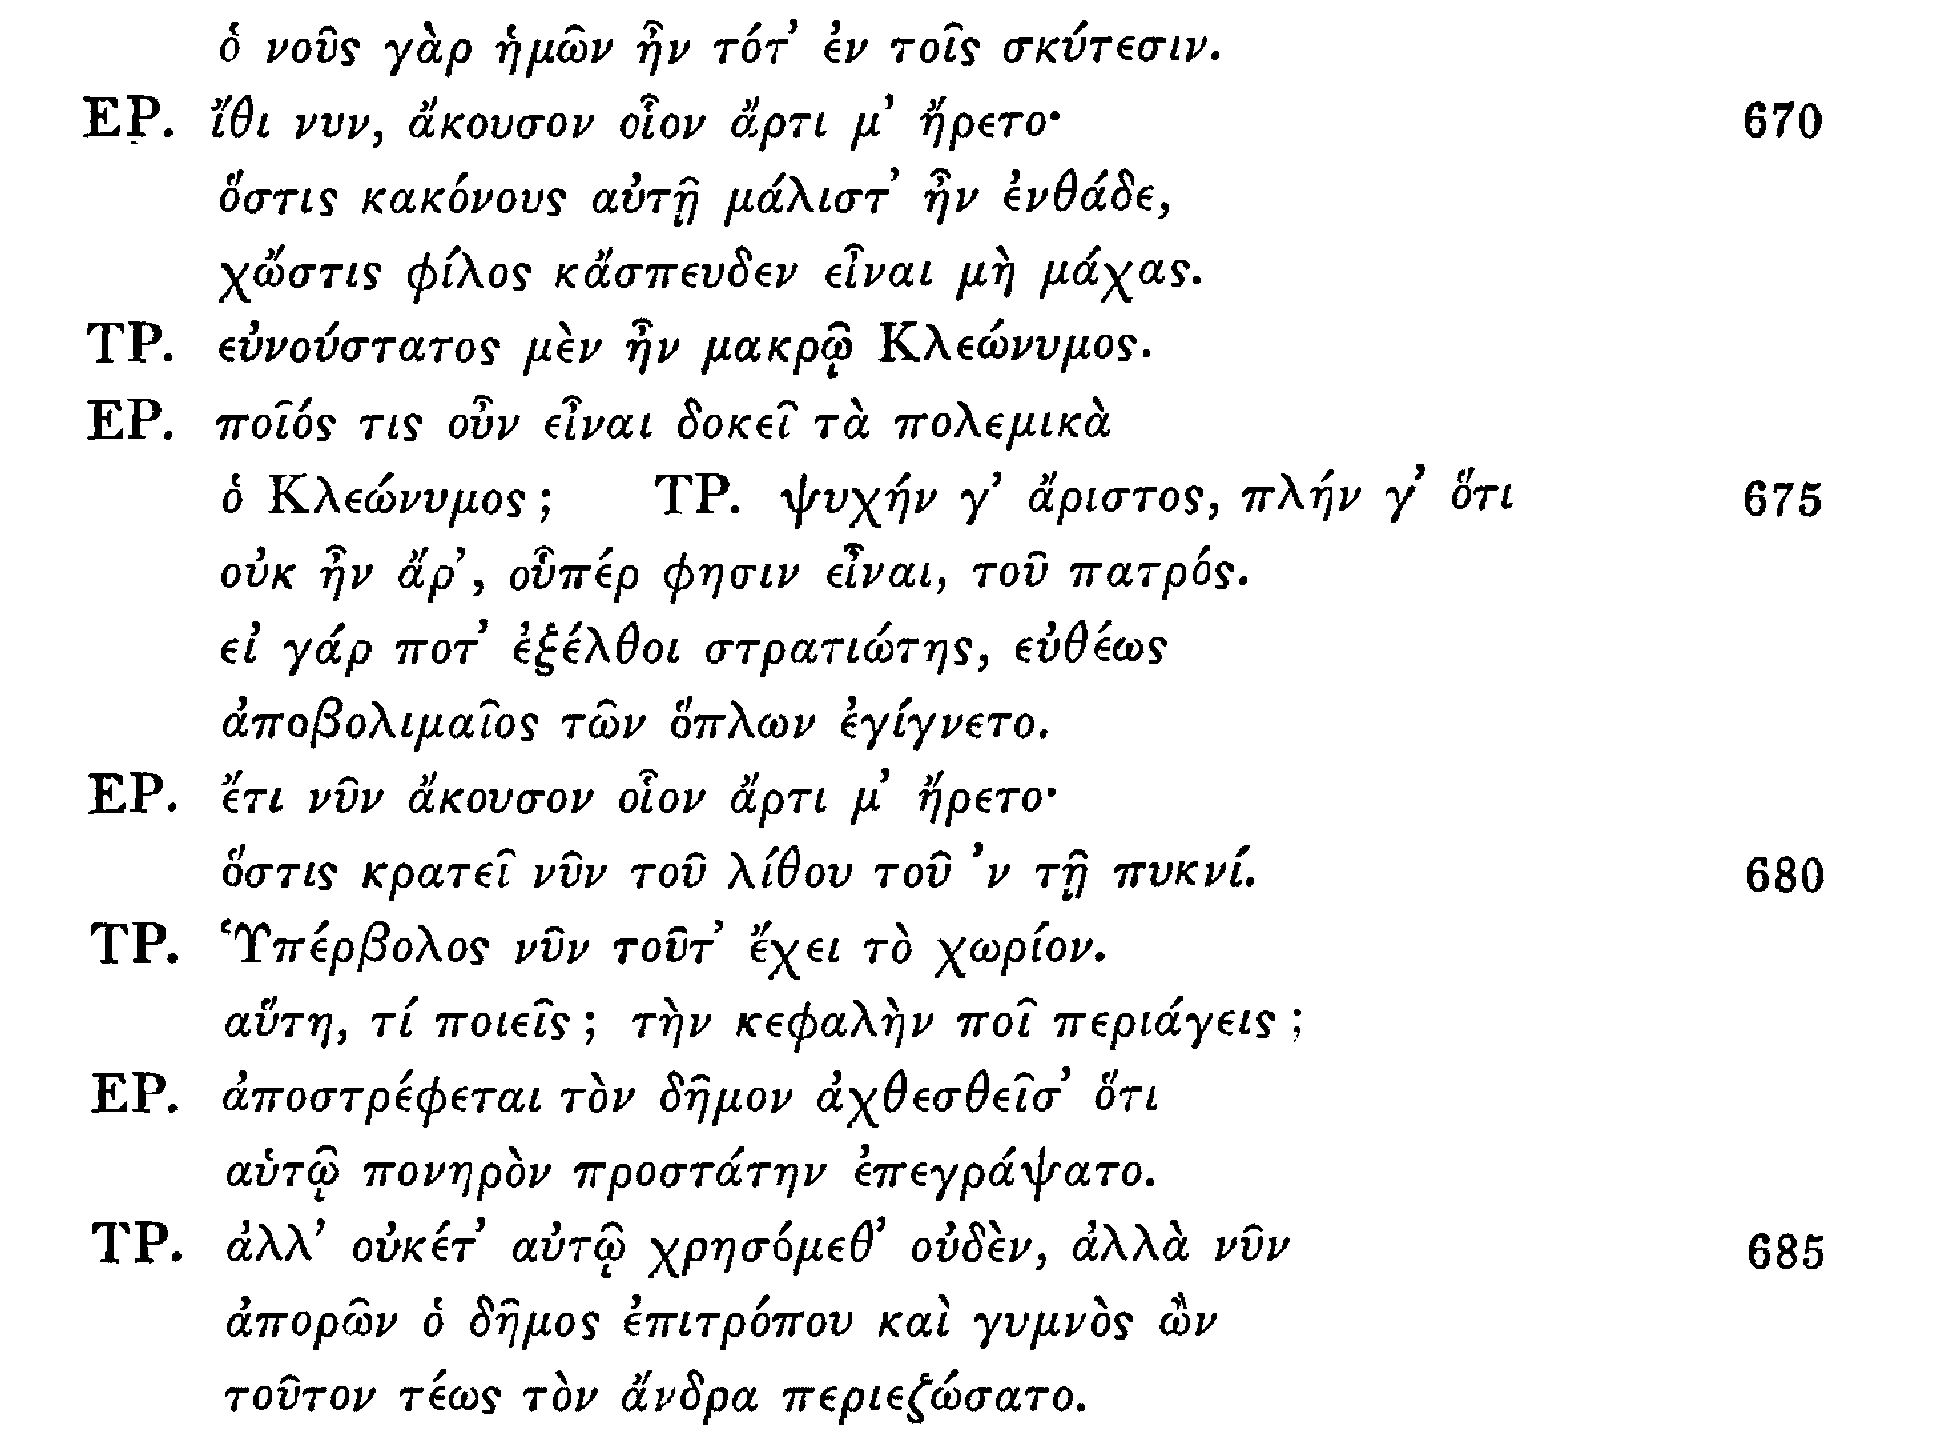 ὁ νοῦς γὰρ ἡμῶν ἦν τότ’ ἐν τοῖς σκύτεσιν.
ΕΡ. ἴθι νυν, ἄκουσον οἷον ἄρτι μ’ ἤρετο· 670
ὅστις κακόνους αὐτῇ μάλιστ’ ἦν ἐνθάδε,
χὤστις φίλος κἄσπευδεν εἶναι μὴ μάχας.
ΤΡ. εὐνούστατος μὲν ἦν μακρῷ Κλεώνυμος.
ΕΡ. ποῖός τις οὖν εἶναι δοκεῖ τὰ πολεμικὰ
ὁ Κλεώνυμος; ΤΡ. ψυχήν γ’ ἄριστος, πλήν γ’ ὅτι 675
οὐκ ἦν ἄρ’, οὗπέρ φησιν εἶναι, τοῦ πατρός.
εἰ γάρ ποτ’ ἐξέλθοι στρατιώτης, εὐθέως
ἀποβολιμαῖος τῶν ὅπλων ἐγίγνετο.
ΕΡ. ἔτι νῦν ἄκουσον οἷον ἄρτι μ’ ἤρετο·
ὅστις κρατεῖ νῦν τοῦ λίθου τοῦ ’ν τῇ πυκνί. 680
ΤΡ. Ὑπέρβολος νῦν τοῦτ’ ἔχει τὸ χωρίον.
αὕτη, τί ποιεῖς; τὴν κεφαλὴν ποῖ περιάγεις;
ΕΡ. ἀποστρέφεται τὸν δῆμον ἀχθεσθεῖσ’ ὅτι
αὑτῷ πονηρὸν προστάτην ἐπεγράψατο.
ΤΡ. ἀλλ’ οὐκέτ’ αὐτῷ χρησόμεθ’ οὐδὲν, ἀλλὰ νῦν 685
ἀπορῶν ὁ δῆμος ἐπιτρόπου καὶ γυμνὸς ὢν
τοῦτον τέως τὸν ἄνδρα περιεζώσατο.